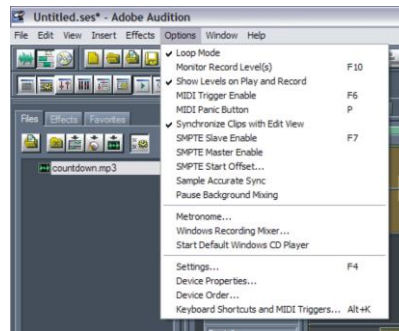 Untitled.ses* - Adobe Audition
File Edit View Insert Effects Options Window Help
Loop Mode
Monitor Record Level(s) F10
Show Levels on Play and Record
MIDI Trigger Enable F6
MIDI Panic Button P
Synchronize Clips with Edit View
SMPTE Slave Enable F7
SMPTE Master Enable
SMPTE Start Offset...
Sample Accurate Sync
Pause Background Mixing
Metronome...
Windows Recording Mixer...
Start Default Windows CD Player
Settings... F4
Device Properties...
Device Order...
Keyboard Shortcuts and MIDI Triggers... Alt+K
Files Effects Favorites
countdown.mp3